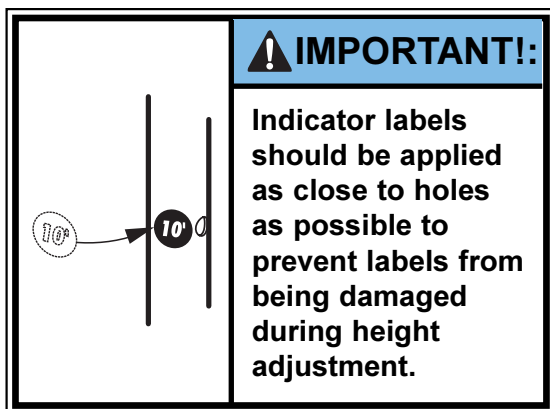 IMPORTANT!:
Indicator labels
should be applied
as close to holes
as possible to
prevent labels from
being damaged
during height
adjustment.
10'
10'